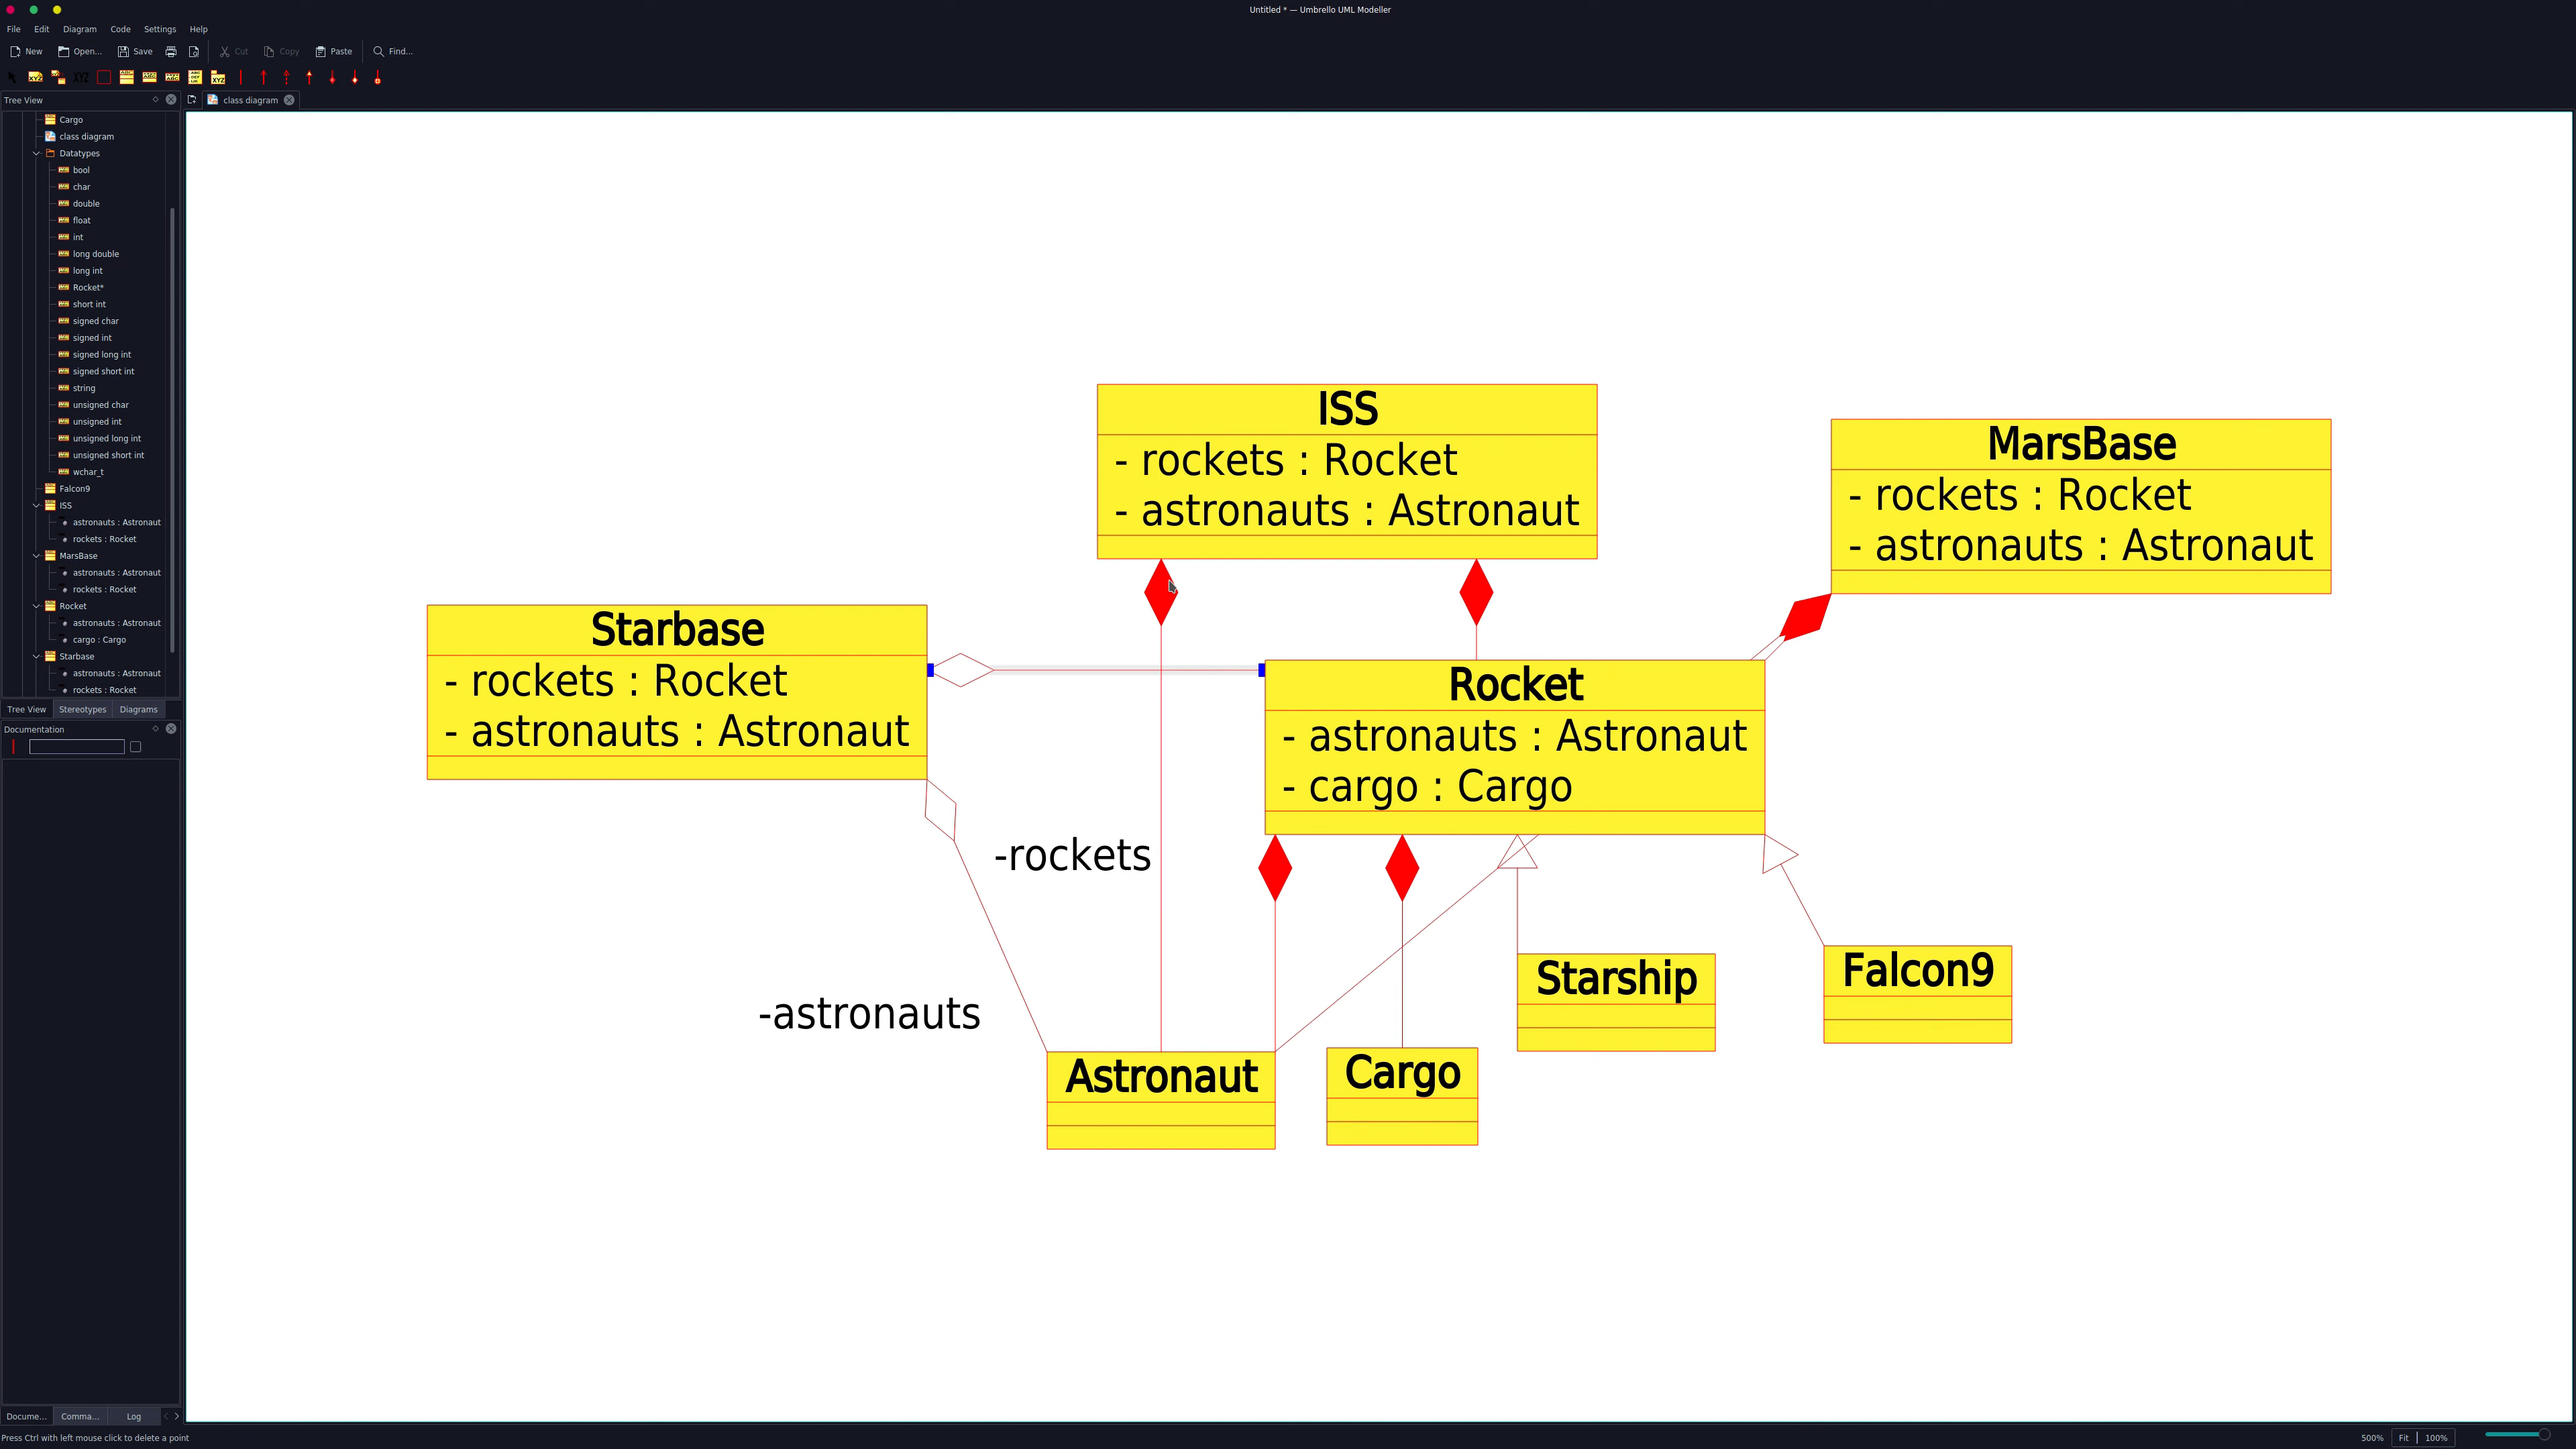 Untitled * — Umbrello UML Modeller
File Edit Diagram Code Settings Help
New Open... Save Cut Copy Paste Find...
Tree View
class diagram
Cargo
class diagram
Datatypes
bool
char
double
float
int
long double
long int
Rocket*
short int
signed char
signed int
signed long int
signed short int
string
unsigned char
unsigned int
unsigned long int
unsigned short int
wchar_t
Falcon9
ISS
astronauts : Astronaut
rockets : Rocket
MarsBase
astronauts : Astronaut
rockets : Rocket
Rocket
astronauts : Astronaut
cargo : Cargo
Starbase
astronauts : Astronaut
rockets : Rocket
Tree View Stereotypes Diagrams
Documentation
Docume... Comma... Log
Press Ctrl with left mouse click to delete a point
500% Fit 100%
ISS
- rockets : Rocket
- astronauts : Astronaut
MarsBase
- rockets : Rocket
- astronauts : Astronaut
Starbase
- rockets : Rocket
- astronauts : Astronaut
Rocket
- astronauts : Astronaut
- cargo : Cargo
-rockets
-astronauts
Starship
Falcon9
Astronaut
Cargo